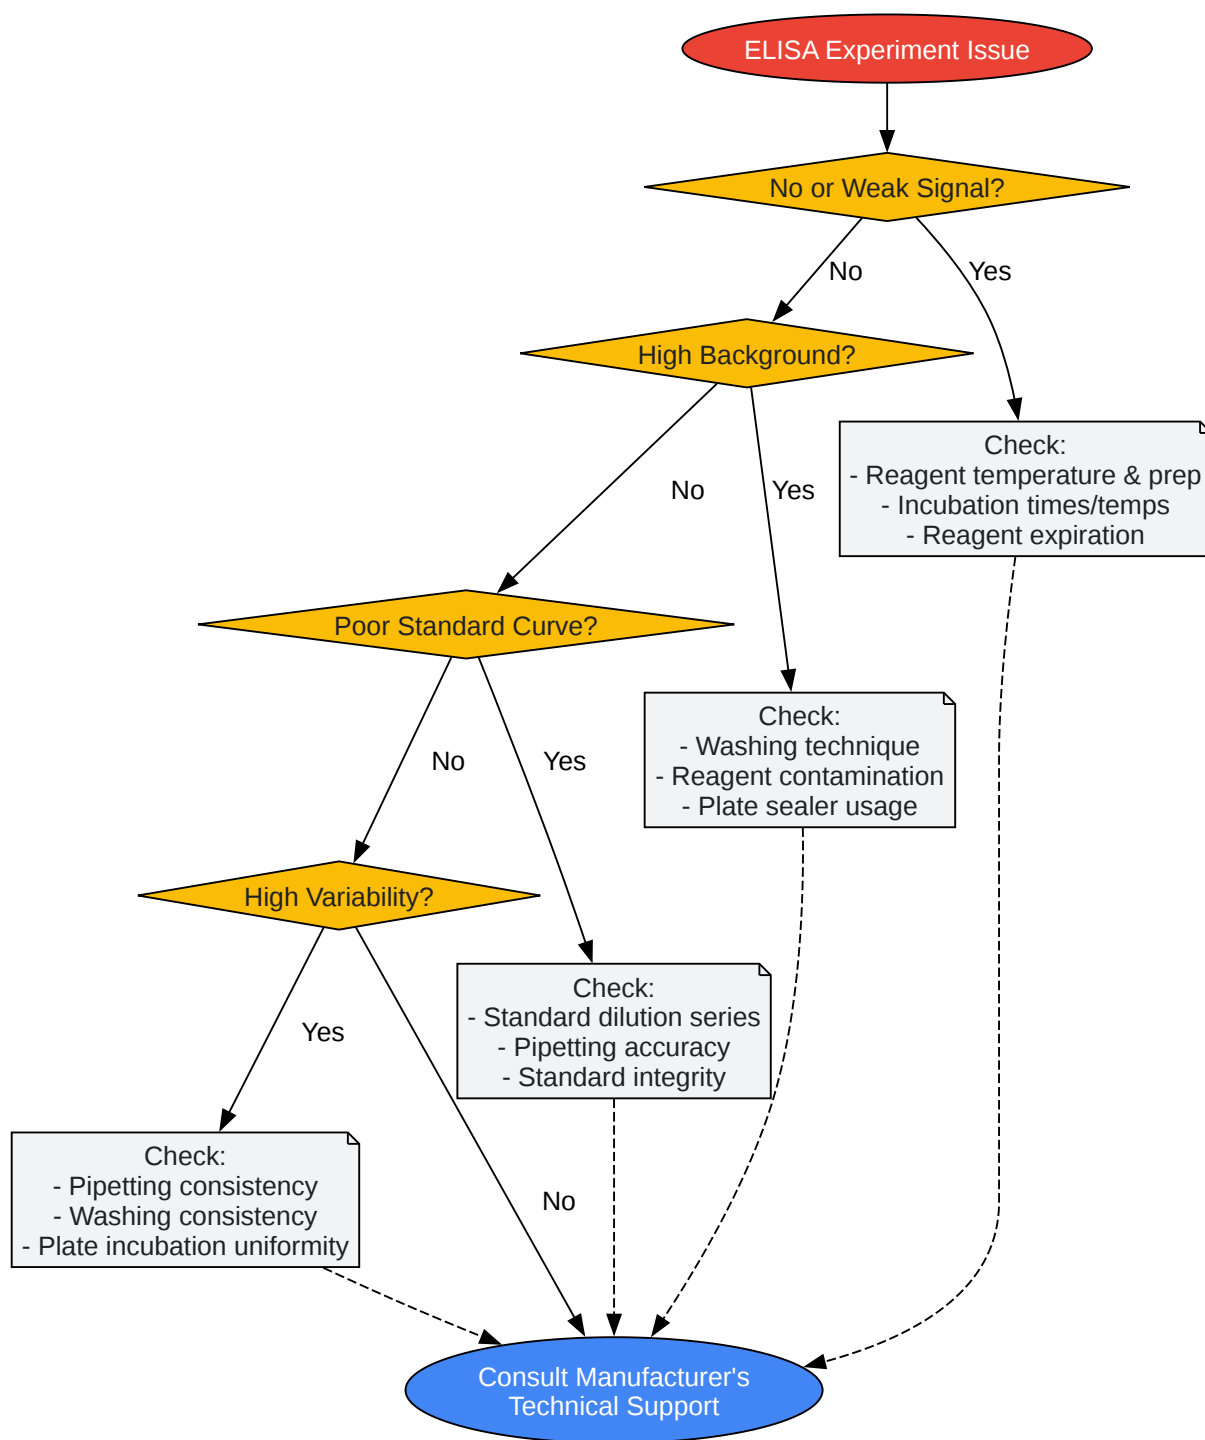 ELISA Experiment Issue
No or Weak Signal?
No
Yes
High Background?
Check:
- Reagent temperature & prep
- Incubation times/temps
- Reagent expiration
No
Yes
Poor Standard Curve?
Check:
- Washing technique
- Reagent contamination
- Plate sealer usage
No
Yes
High Variability?
Check:
- Standard dilution series
- Pipetting accuracy
- Standard integrity
Yes
Check:
- Pipetting consistency
- Washing consistency
- Plate incubation uniformity
No
Consult Manufacturer's
Technical Support